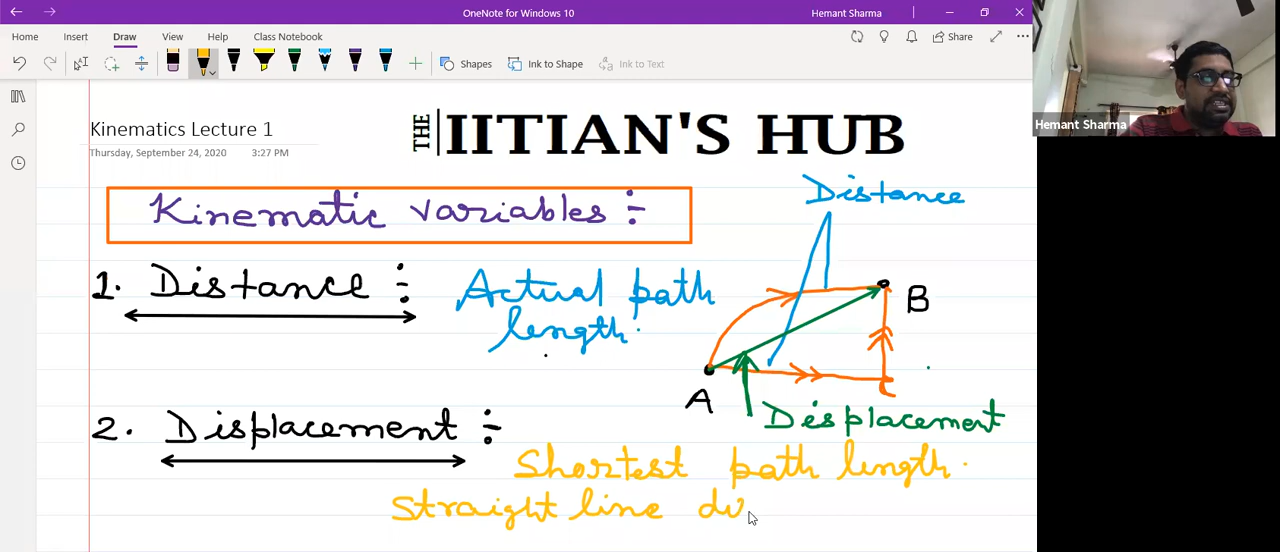 OneNote for Windows 10
Hemant Sharma
Home Insert Draw View Help Class Notebook
Share
Shapes Ink to Shape Ink to Text
Kinematics Lecture 1
Thursday, September 24, 2020 3:27 PM
THE IITIAN'S HUB
Hemant Sharma
Kinematic variables :-
Distance
1. Distance :-
Actual path
length.
B
A
Displacement
2. Displacement :-
Shortest path length.
Straight line